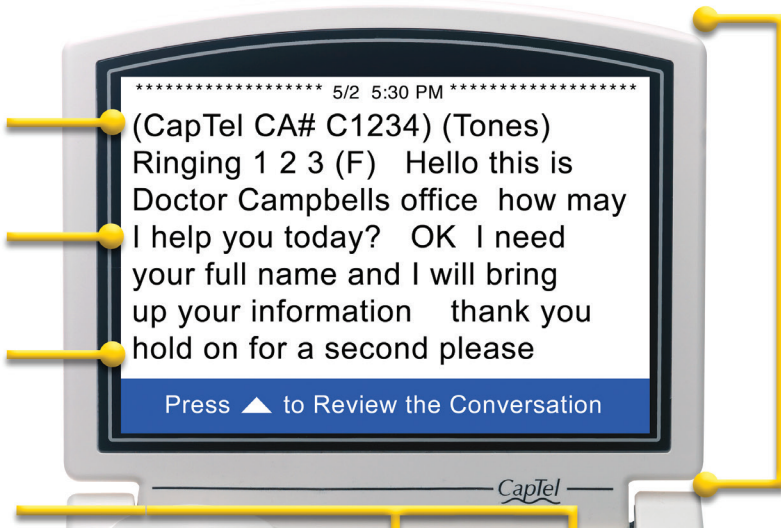 ******************* 5/2 5:30 PM *******************
(CapTel CA# C1234) (Tones)
Ringing 1 2 3 (F) Hello this is
Doctor Campbells office how may
I help you today? OK I need
your full name and I will bring
up your information thank you
hold on for a second please
Press ▲ to Review the Conversation
CapTel